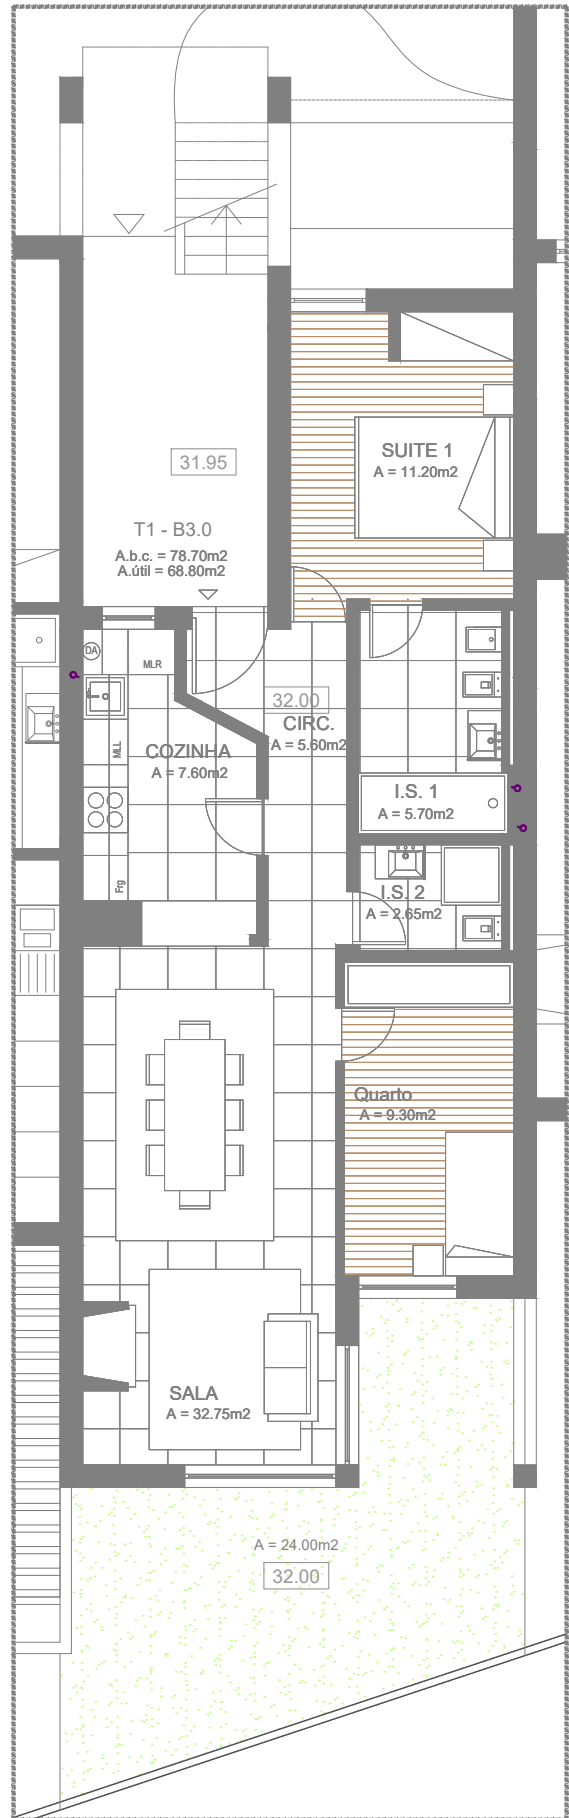 31.95
SUITE 1
A = 11.20m2
T1 - B3.0
A.b.c. = 78.70m2
A.útil = 68.80m2
DA
MLR
32.00
CIRC.
A = 5.60m2
MLL
COZINHA
A = 7.60m2
I.S. 1
A = 5.70m2
Frg
I.S. 2
A = 2.65m2
Quarto
A = 9.30m2
SALA
A = 32.75m2
A = 24.00m2
32.00